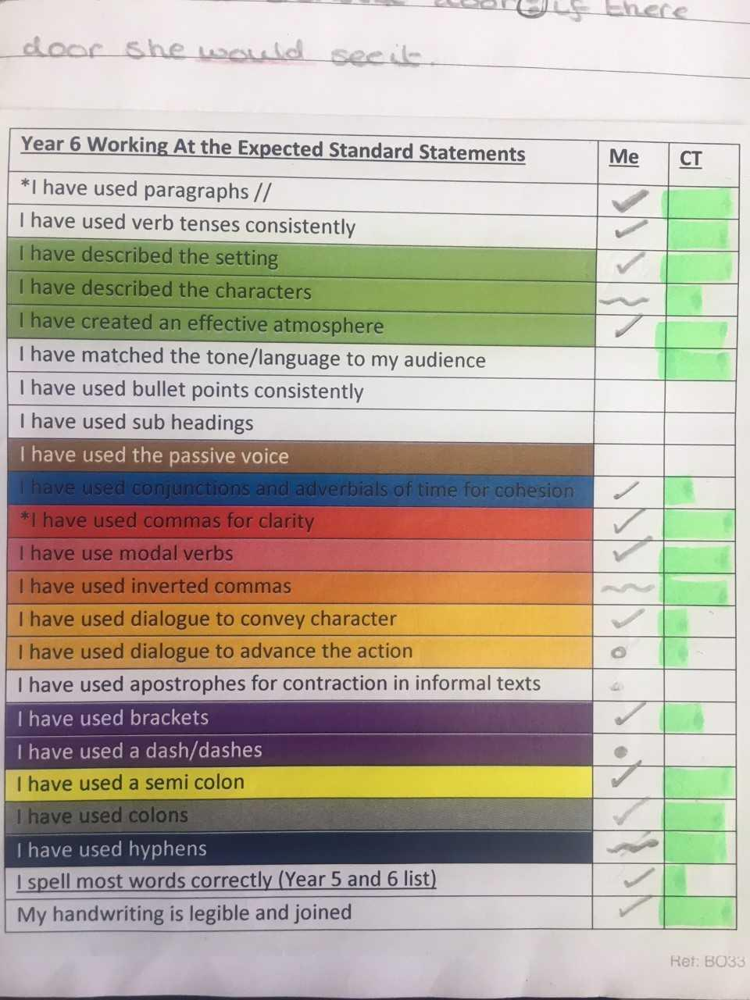 door if there
door she would see it.
Year 6 Working At the Expected Standard Statements Me CT
*I have used paragraphs //
I have used verb tenses consistently
I have described the setting
I have described the characters
I have created an effective atmosphere
I have matched the tone/language to my audience
I have used bullet points consistently
I have used sub headings
I have used the passive voice
I have used conjunctions and adverbials of time for cohesion
*I have used commas for clarity
I have use modal verbs
I have used inverted commas
I have used dialogue to convey character
I have used dialogue to advance the action
I have used apostrophes for contraction in informal texts
I have used brackets
I have used a dash/dashes
I have used a semi colon
I have used colons
I have used hyphens
I spell most words correctly (Year 5 and 6 list)
My handwriting is legible and joined
Ref: BO33